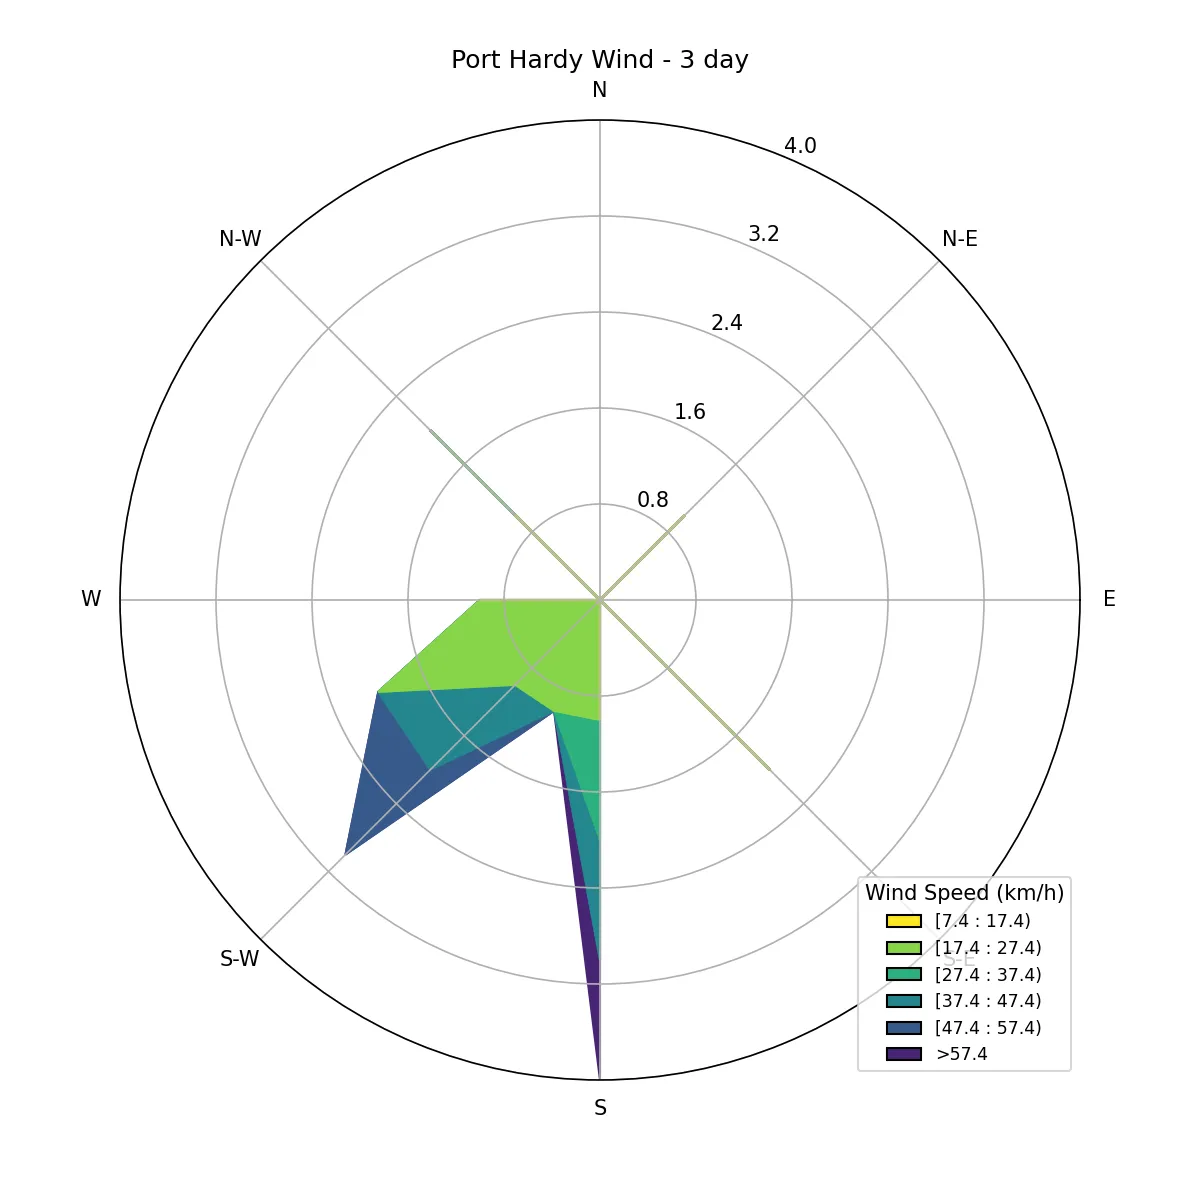 Port Hardy Wind - 3 day
N
4.0
N-W
3.2
N-E
2.4
1.6
0.8
W
E
Wind Speed (km/h)
[7.4 : 17.4)
[17.4 : 27.4)
S-W
S-E
[27.4 : 37.4)
[37.4 : 47.4)
[47.4 : 57.4)
>57.4
S